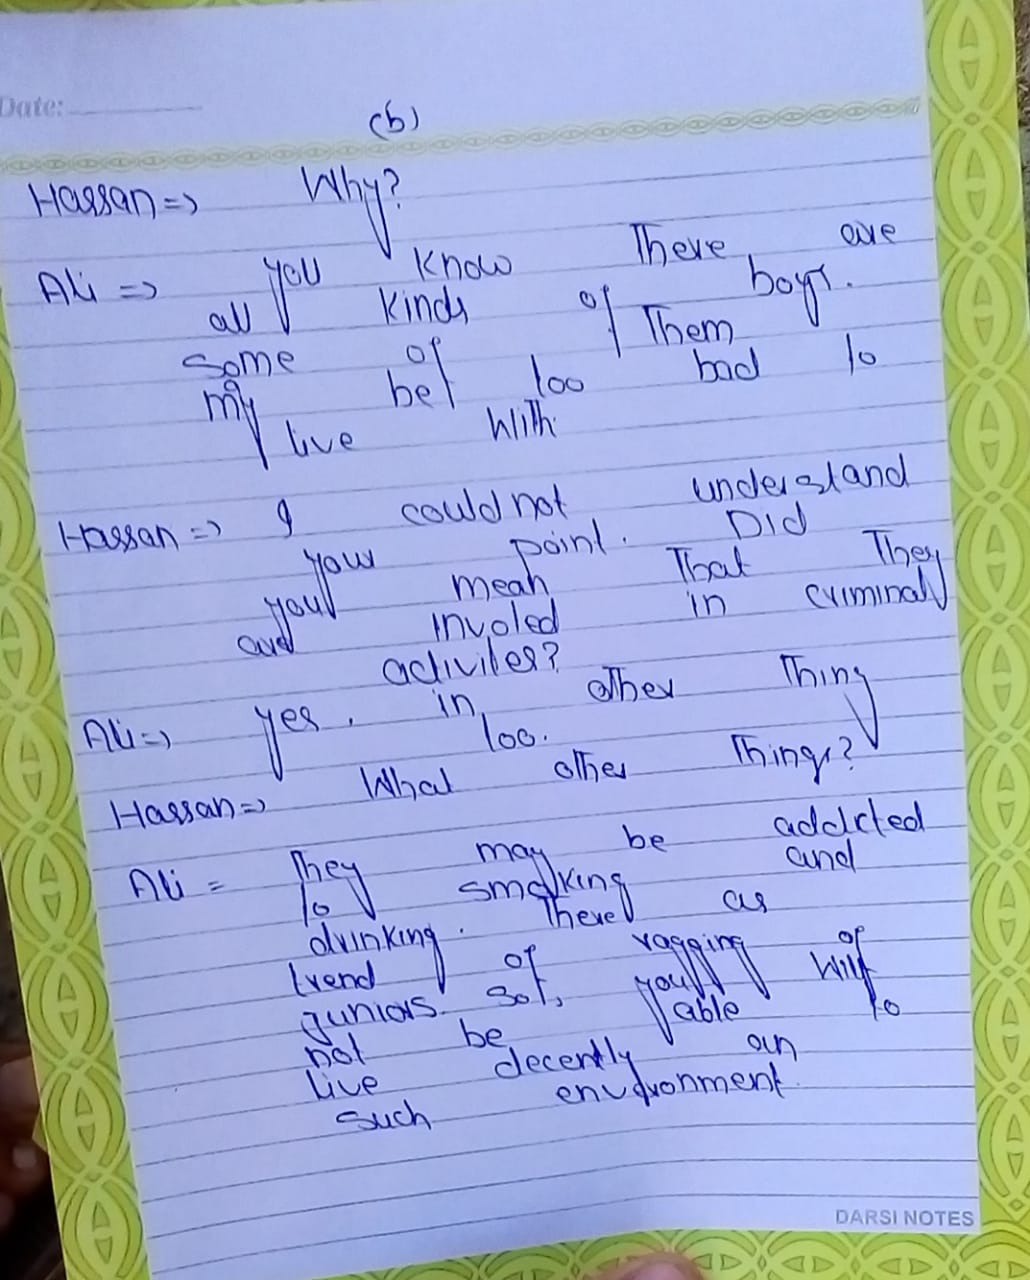 Date:
(b)
Hassan => Why?
Ali => you know There are
all kinds of boys.
some of Them
my be too bad to
live With.
Hassan => I could not understand
your point. Did
you mean That They
are involed in criminal
activites?
Ali => yes, in other Thing
too.
Hassan => What other Things?
Ali = They may be addicted
to smoking and
drinking. There as
trend of ragging of
juniors. So, you will
not be able to
live decently an
such environment.
DARSI NOTES